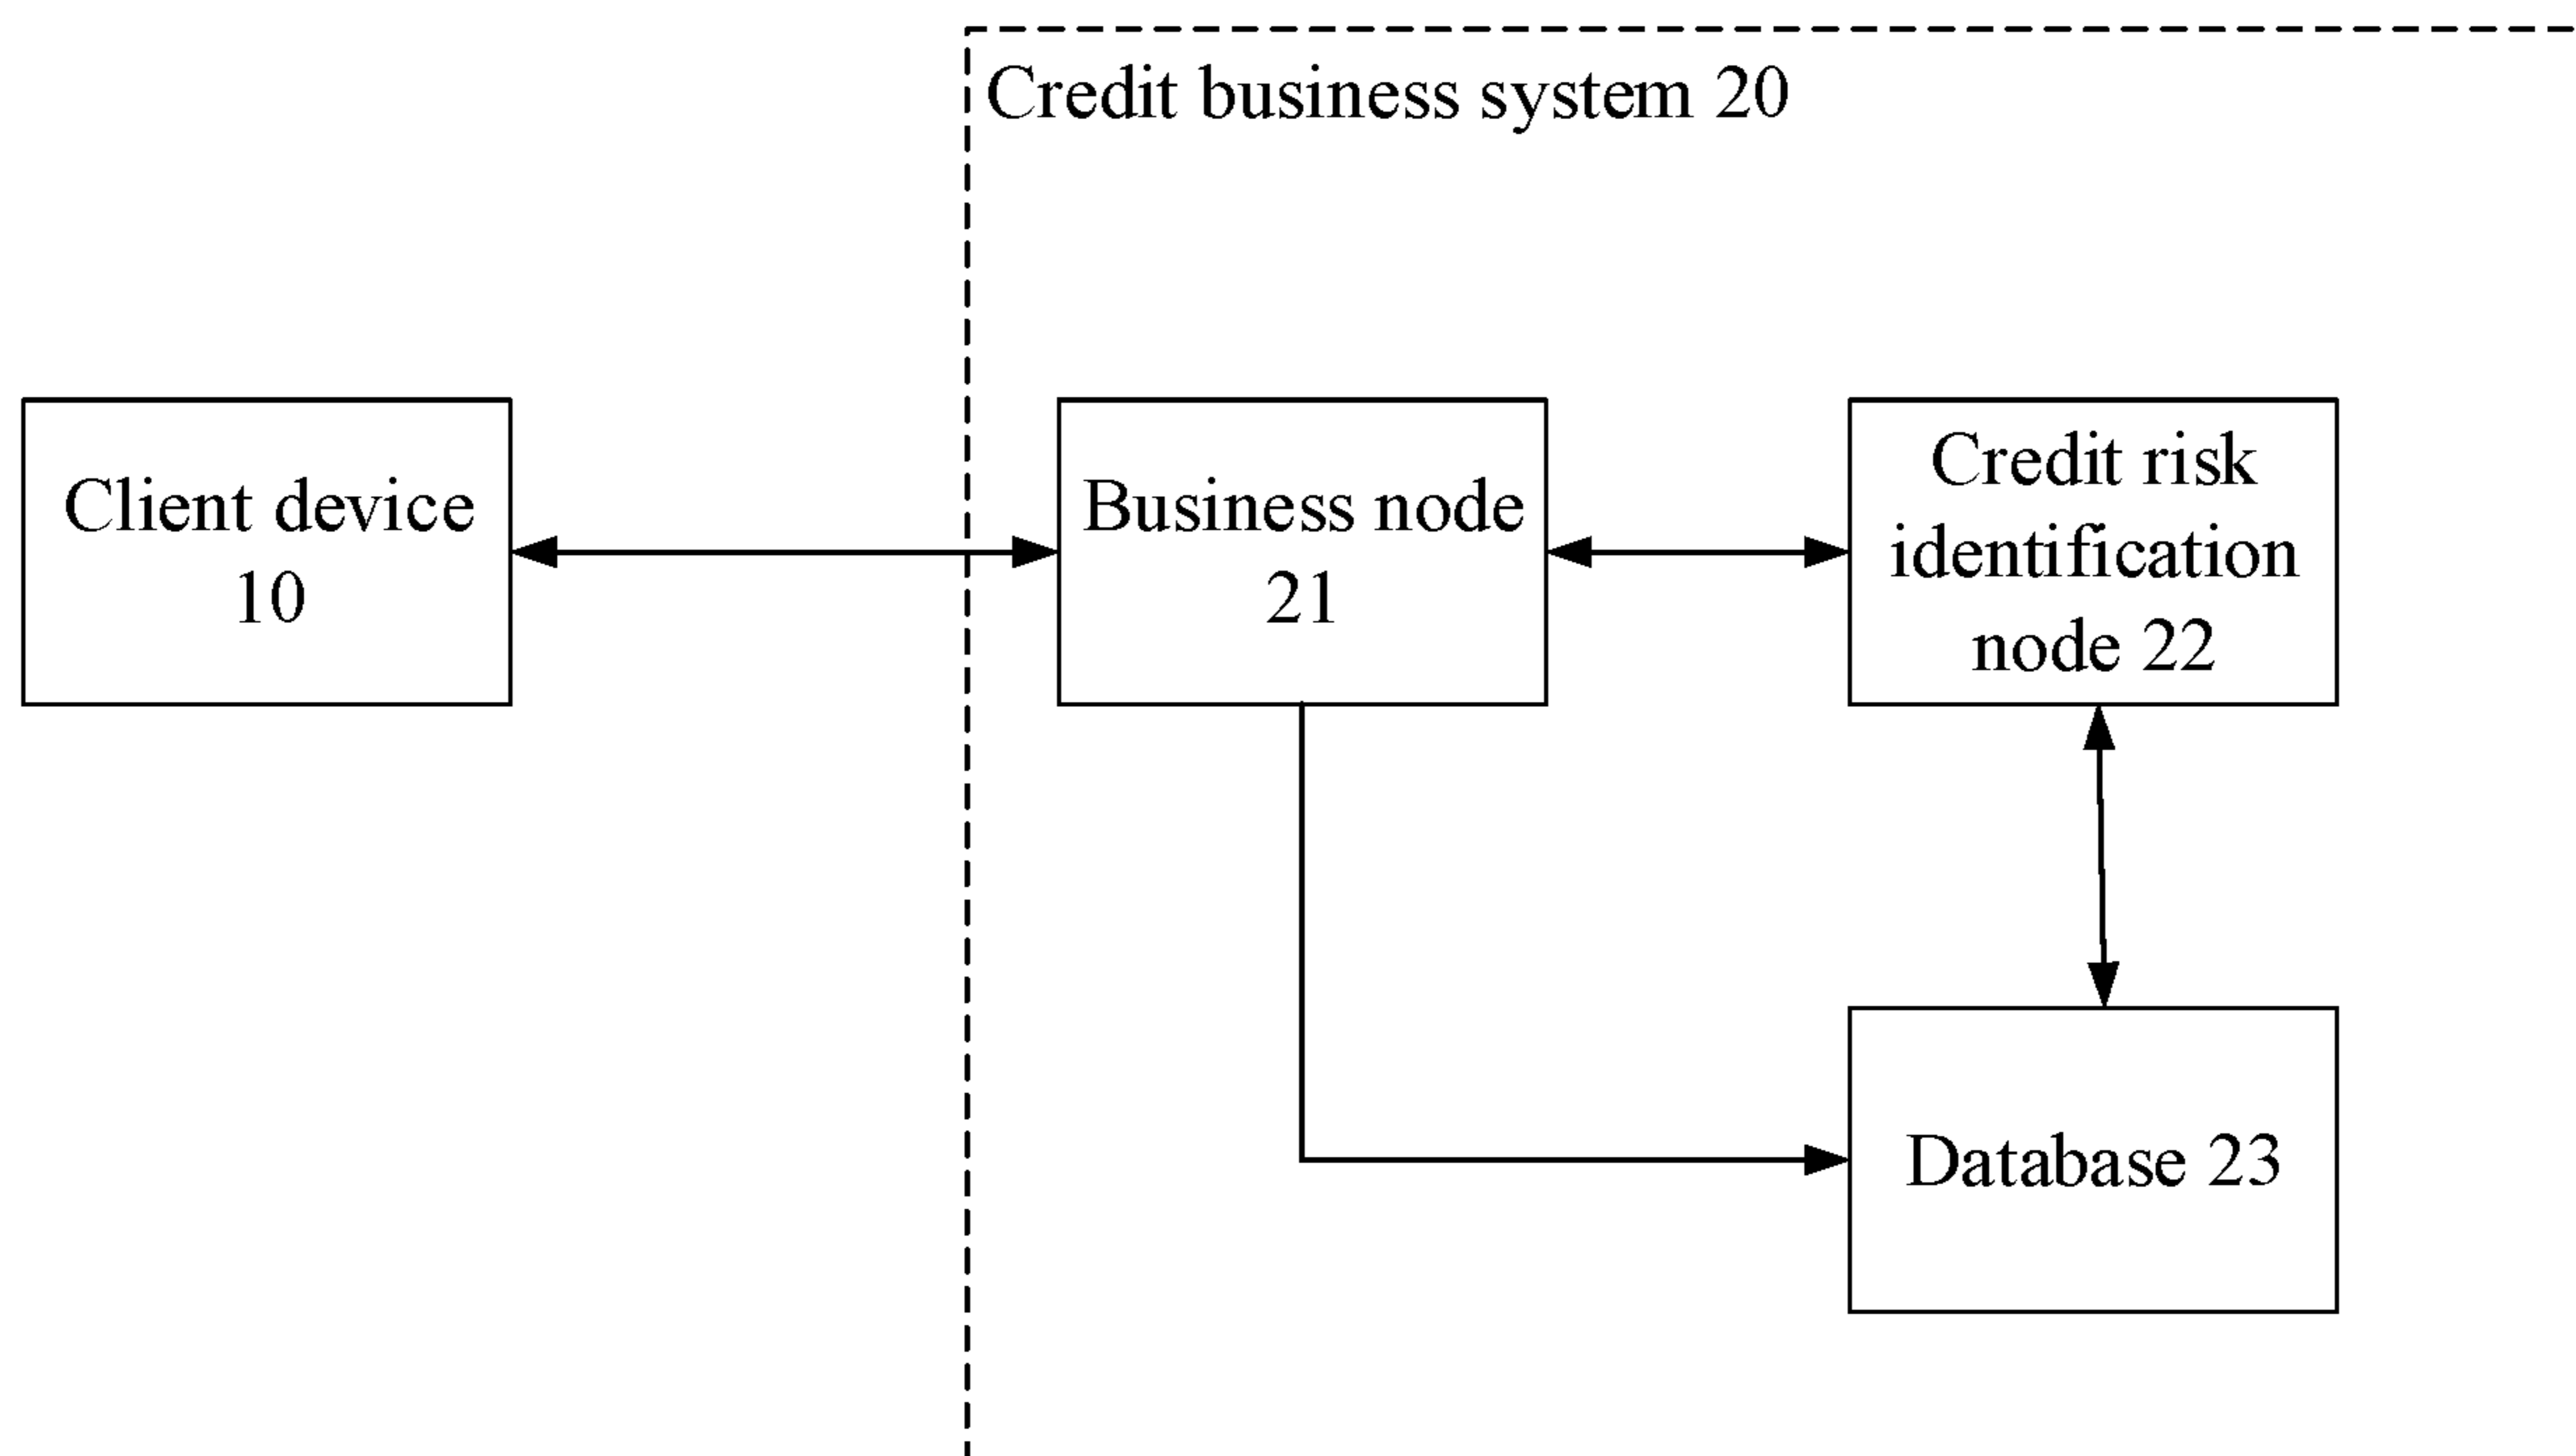 Credit business system 20
Client device
10
Business node
21
Credit risk
identification
node 22
Database 23